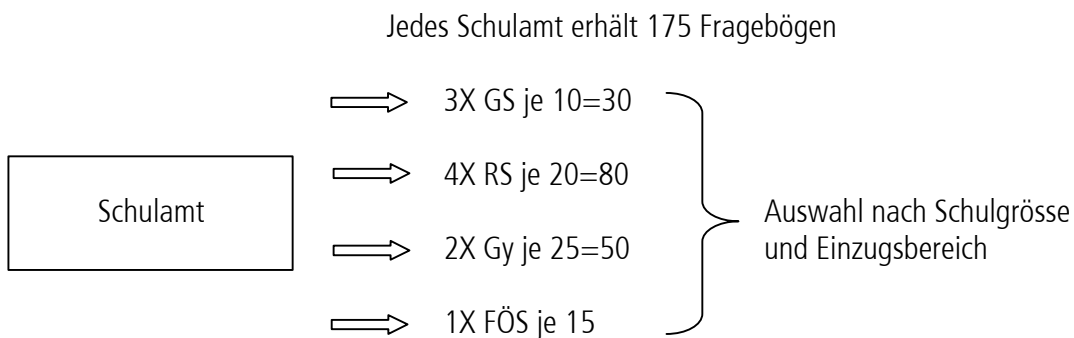 Jedes Schulamt erhält 175 Fragebögen
Schulamt
3X GS je 10=30
4X RS je 20=80
2X Gy je 25=50
1X FÖS je 15
Auswahl nach Schulgrösse
und Einzugsbereich